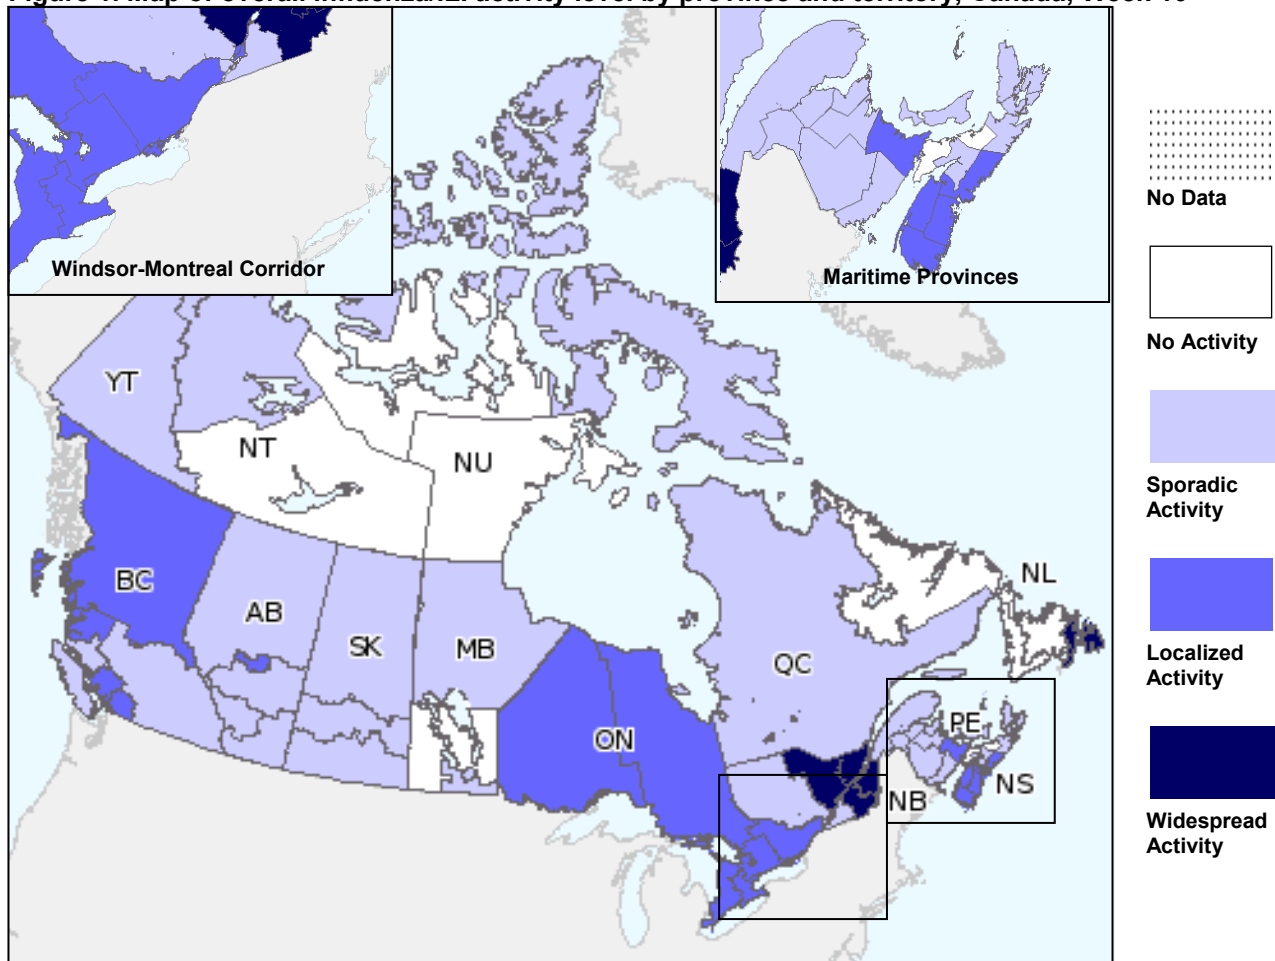 Windsor-Montreal Corridor
Maritime Provinces
No Data
No Activity
Sporadic
Activity
Localized
Activity
Widespread
Activity
YT
NT
NU
BC
AB
SK
MB
ON
QC
NL
PE
NB
NS